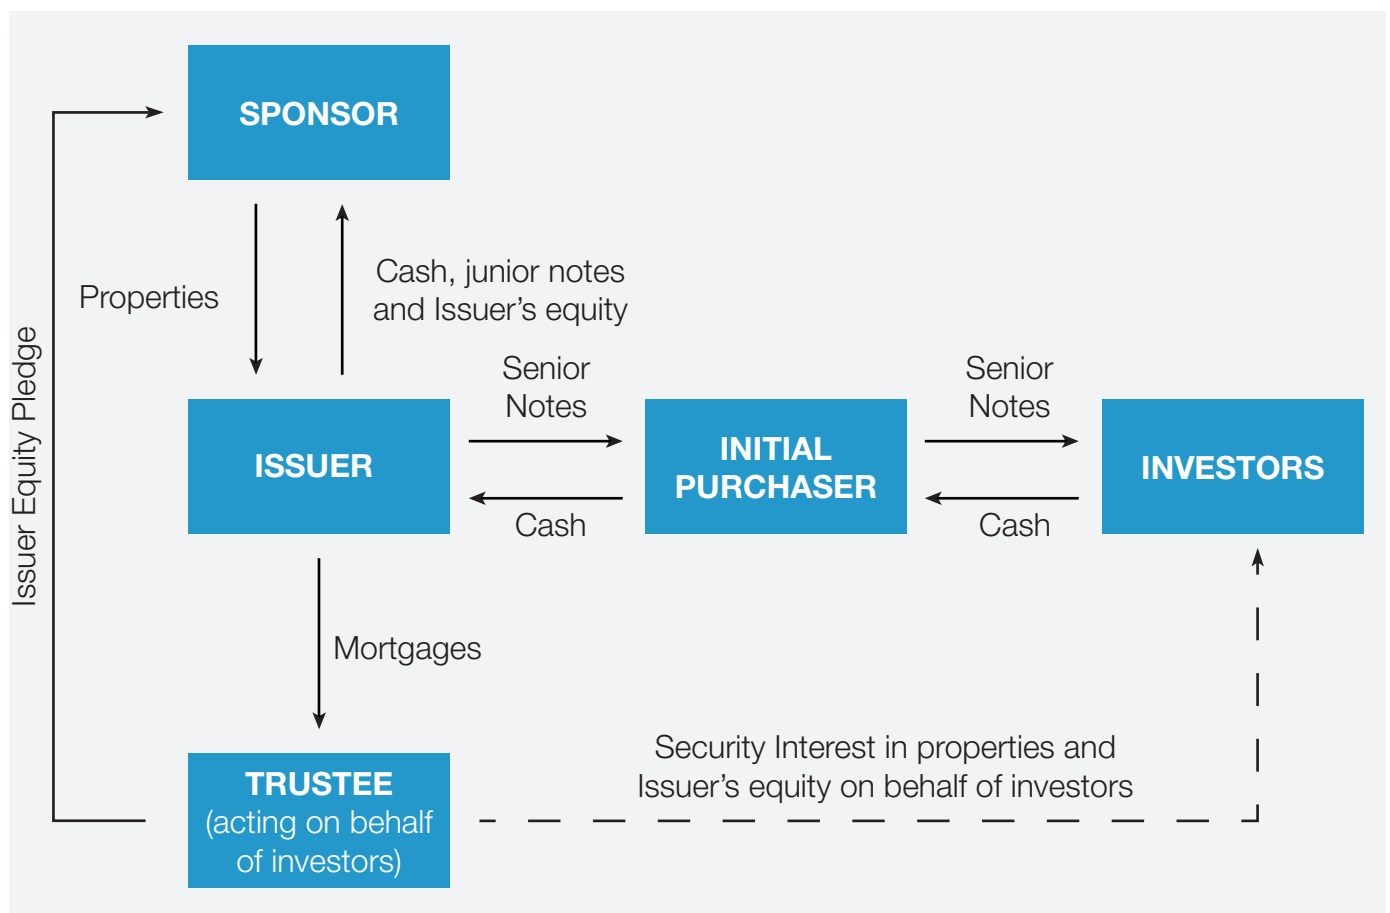 SPONSOR
Properties
Cash, junior notes
and Issuer’s equity
Issuer Equity Pledge
Senior
Notes
Senior
Notes
ISSUER
INITIAL
PURCHASER
INVESTORS
Cash
Cash
Mortgages
Security Interest in properties and
Issuer’s equity on behalf of investors
TRUSTEE
(acting on behalf
of investors)